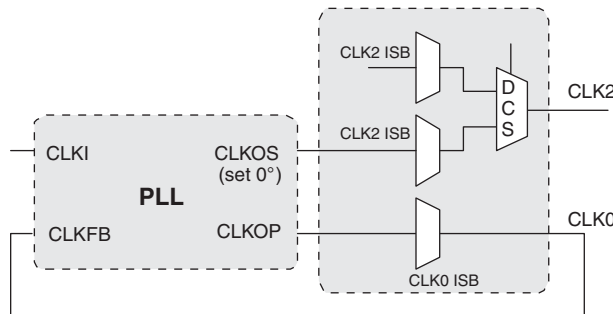 CLK2 ISB
D
C
S
CLK2
CLK2 ISB
CLKI
CLKOS
(set 0°)
PLL
CLKFB
CLKOP
CLK0
CLK0 ISB